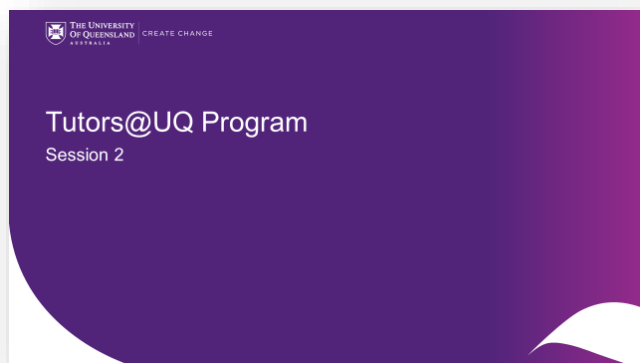 THE UNIVERSITY
OF QUEENSLAND
AUSTRALIA
CREATE CHANGE
Tutors@UQ Program
Session 2